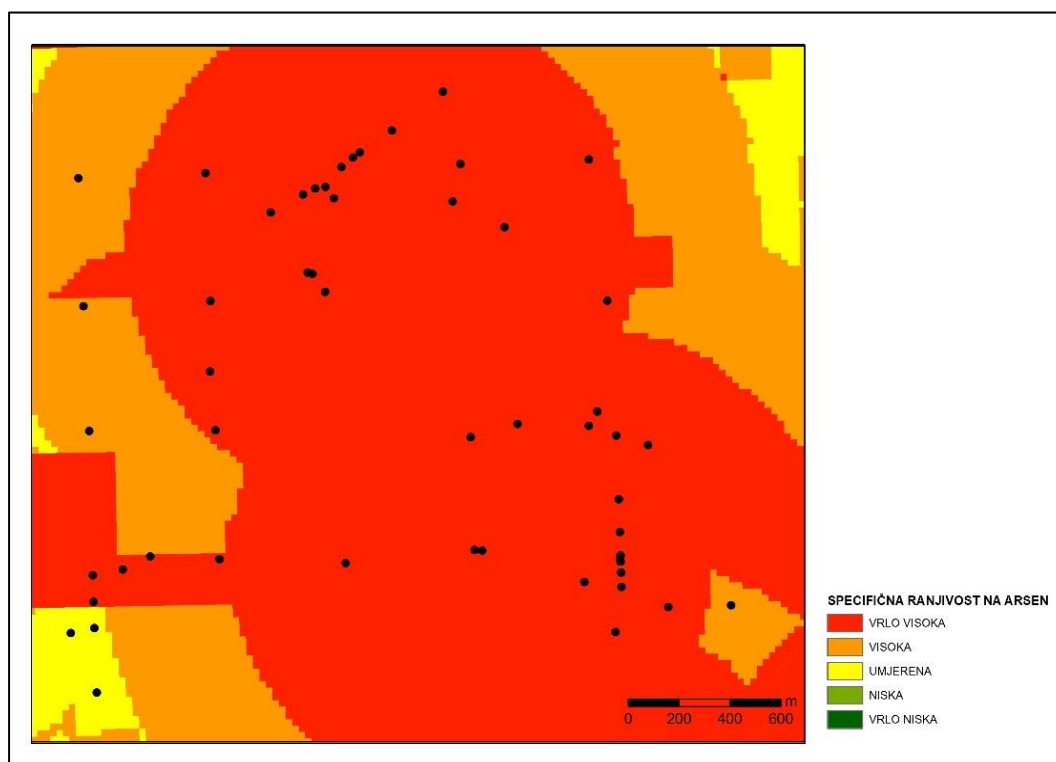 SPECIFIČNA RANJIVOST NA ARSEN
VRLO VISOKA
VISOKA
UMJERENA
NISKA
VRLO NISKA
m
0 200 400 600